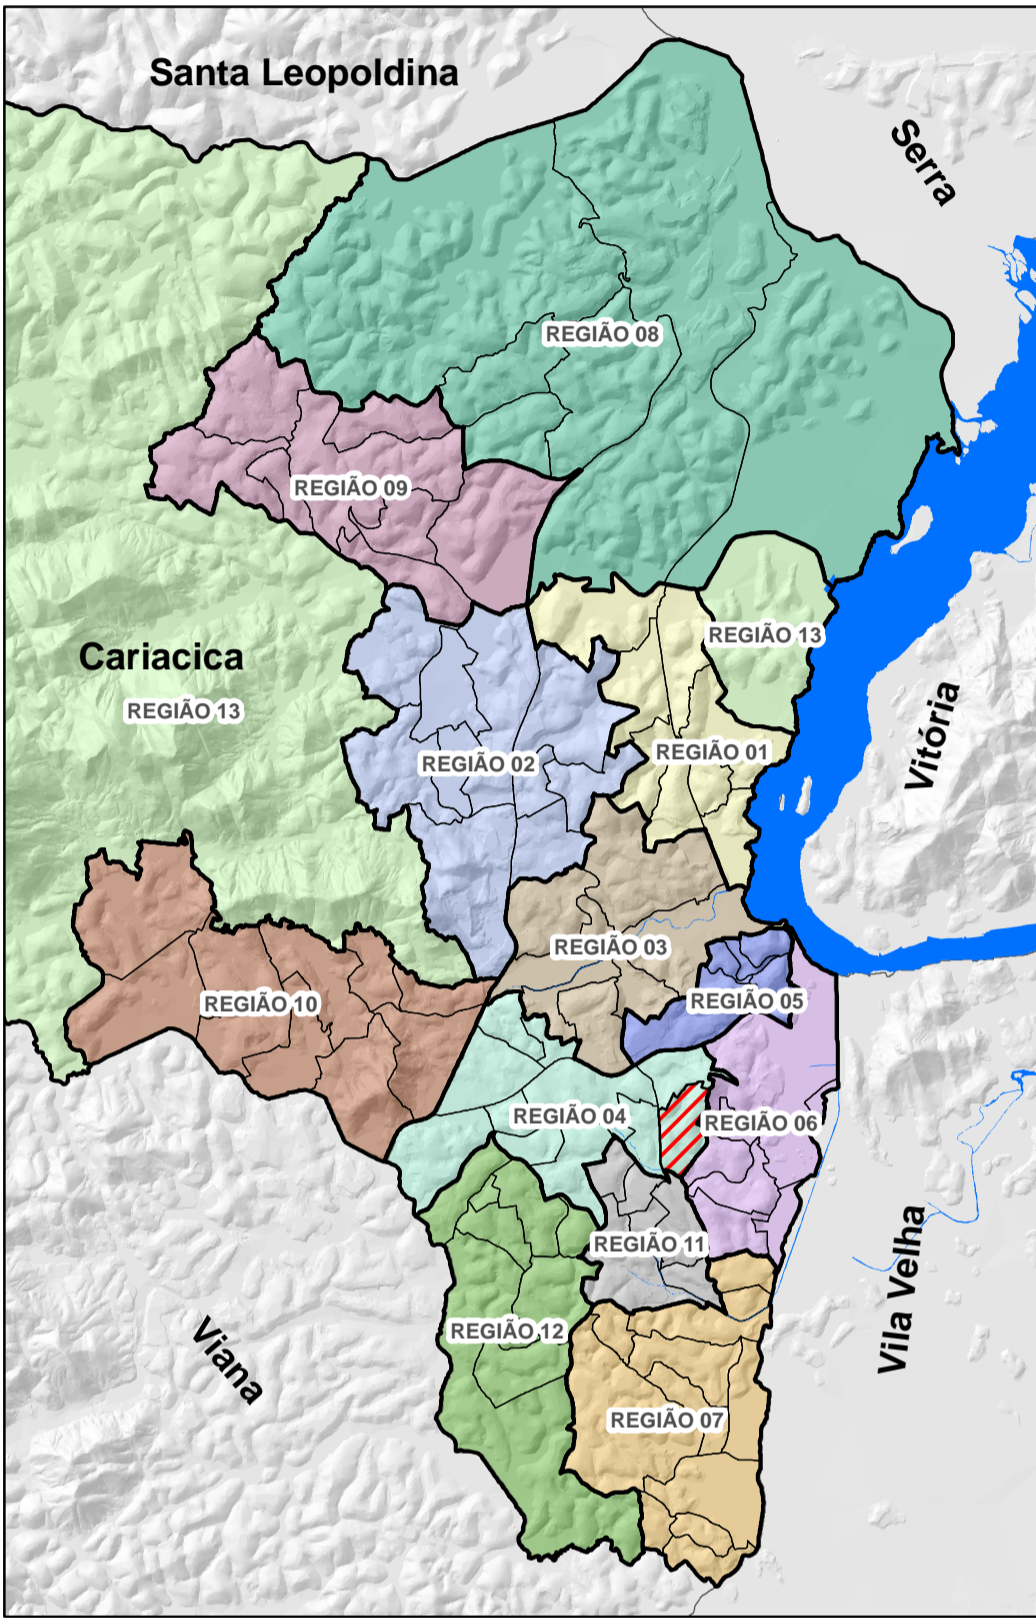 Santa Leopoldina
Serra
REGIÃO 08
REGIÃO 09
REGIÃO 13
Cariacica
REGIÃO 13
Vitória
REGIÃO 01
REGIÃO 02
REGIÃO 03
REGIÃO 05
REGIÃO 10
REGIÃO 04
REGIÃO 06
REGIÃO 11
Vila Velha
REGIÃO 12
Viana
REGIÃO 07